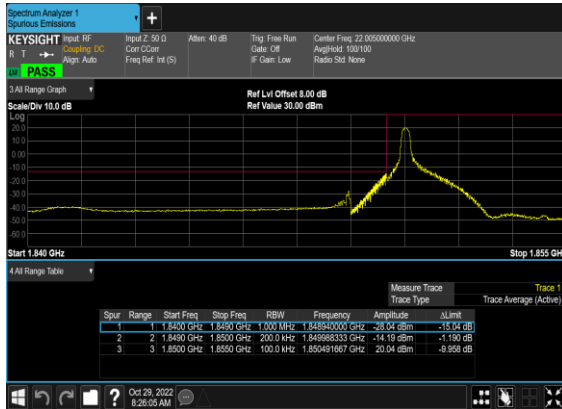 Spectrum Analyzer 1
Spurious Emissions
KEYSIGHT Input: RF Input Z: 50 Ω Atten: 40 dB Trig: Free Run Center Freq: 22.005000000 GHz
R T Coupling: DC Corr CCorr Gate: Off Avg|Hold: 100/100
Align: Auto Freq Ref: Int (S) IF Gain: Low Radio Std: None
PASS
3 All Range Graph
Ref Lvl Offset 8.00 dB
Scale/Div 10.0 dB Ref Value 30.00 dBm
Log
20.0
10.0
0.00
-10.0
-20.0
-30.0
-40.0
-50.0
-60.0
Start 1.840 GHz Stop 1.855 GH
4 All Range Table
Measure Trace Trace 1
Trace Type Trace Average (Active)
Spur Range Start Freq Stop Freq RBW Frequency Amplitude ΔLimit
1 1 1.8400 GHz 1.8490 GHz 1.000 MHz 1.848940000 GHz -28.04 dBm -15.04 dB
2 2 1.8490 GHz 1.8500 GHz 200.0 kHz 1.849988333 GHz -14.19 dBm -1.190 dB
3 3 1.8500 GHz 1.8550 GHz 100.0 kHz 1.850491667 GHz 20.04 dBm -9.958 dB
? Oct 29, 2022
8:26:05 AM